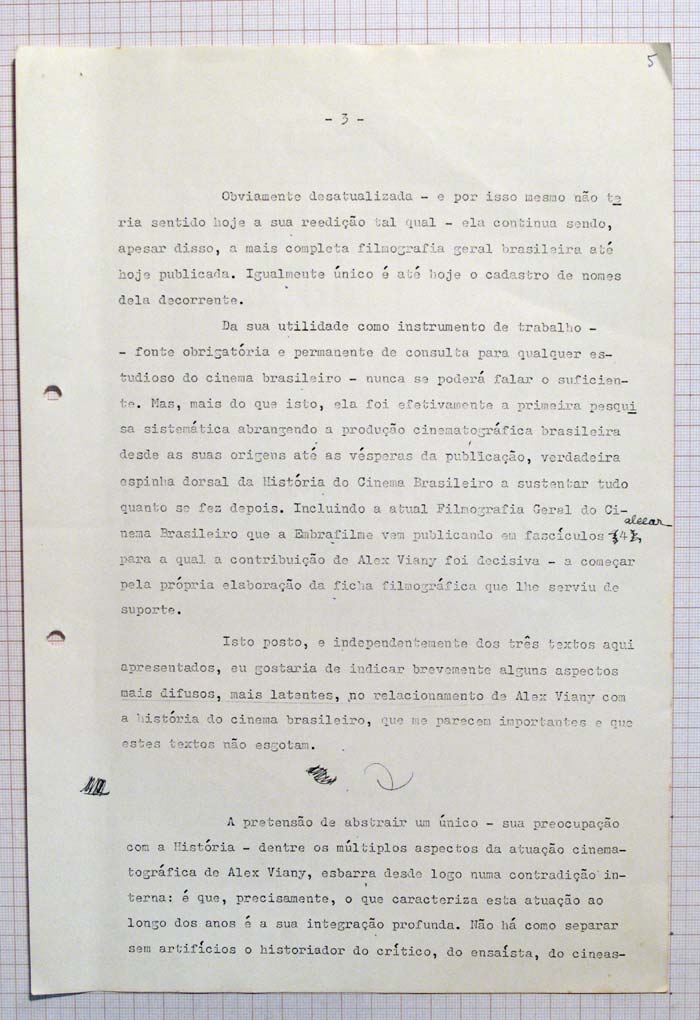 5
- 3 -
Obviamente desatualizada - e por isso mesmo não te
ria sentido hoje a sua reedição tal qual - ela continua sendo,
apesar disso, a mais completa filmografia geral brasileira até
hoje publicada. Igualmente único é até hoje o cadastro de nomes
dela decorrente.
Da sua utilidade como instrumento de trabalho -
- fonte obrigatória e permanente de consulta para qualquer es-
tudioso do cinema brasileiro - nunca se poderá falar o suficien-
te. Mas, mais do que isto, ela foi efetivamente a primeira pesqui
sa sistemática abrangendo a produção cinematográfica brasileira
desde as suas origens até as vésperas da publicação, verdadeira
espinha dorsal da História do Cinema Brasileiro a sustentar tudo
quanto se fez depois. Incluindo a atual Filmografia Geral do Ci-
nema Brasileiro que a Embrafilme vem publicando em fascículos 4,
para a qual a contribuição de Alex Viany foi decisiva - a começar
pela própria elaboração da ficha filmográfica que lhe serviu de
suporte.
Isto posto, e independentemente dos três textos aqui
apresentados, eu gostaria de indicar brevemente alguns aspectos
mais difusos, mais latentes, no relacionamento de Alex Viany com
a história do cinema brasileiro, que me parecem importantes e que
estes textos não esgotam.
A pretensão de abstrair um único - sua preocupação
com a História - dentre os múltiplos aspectos da atuação cinema-
tográfica de Alex Viany, esbarra desde logo numa contradição in-
terna: é que, precisamente, o que caracteriza esta atuação ao
longo dos anos é a sua integração profunda. Não há como separar
sem artifícios o historiador do crítico, do ensaísta, do cineas-